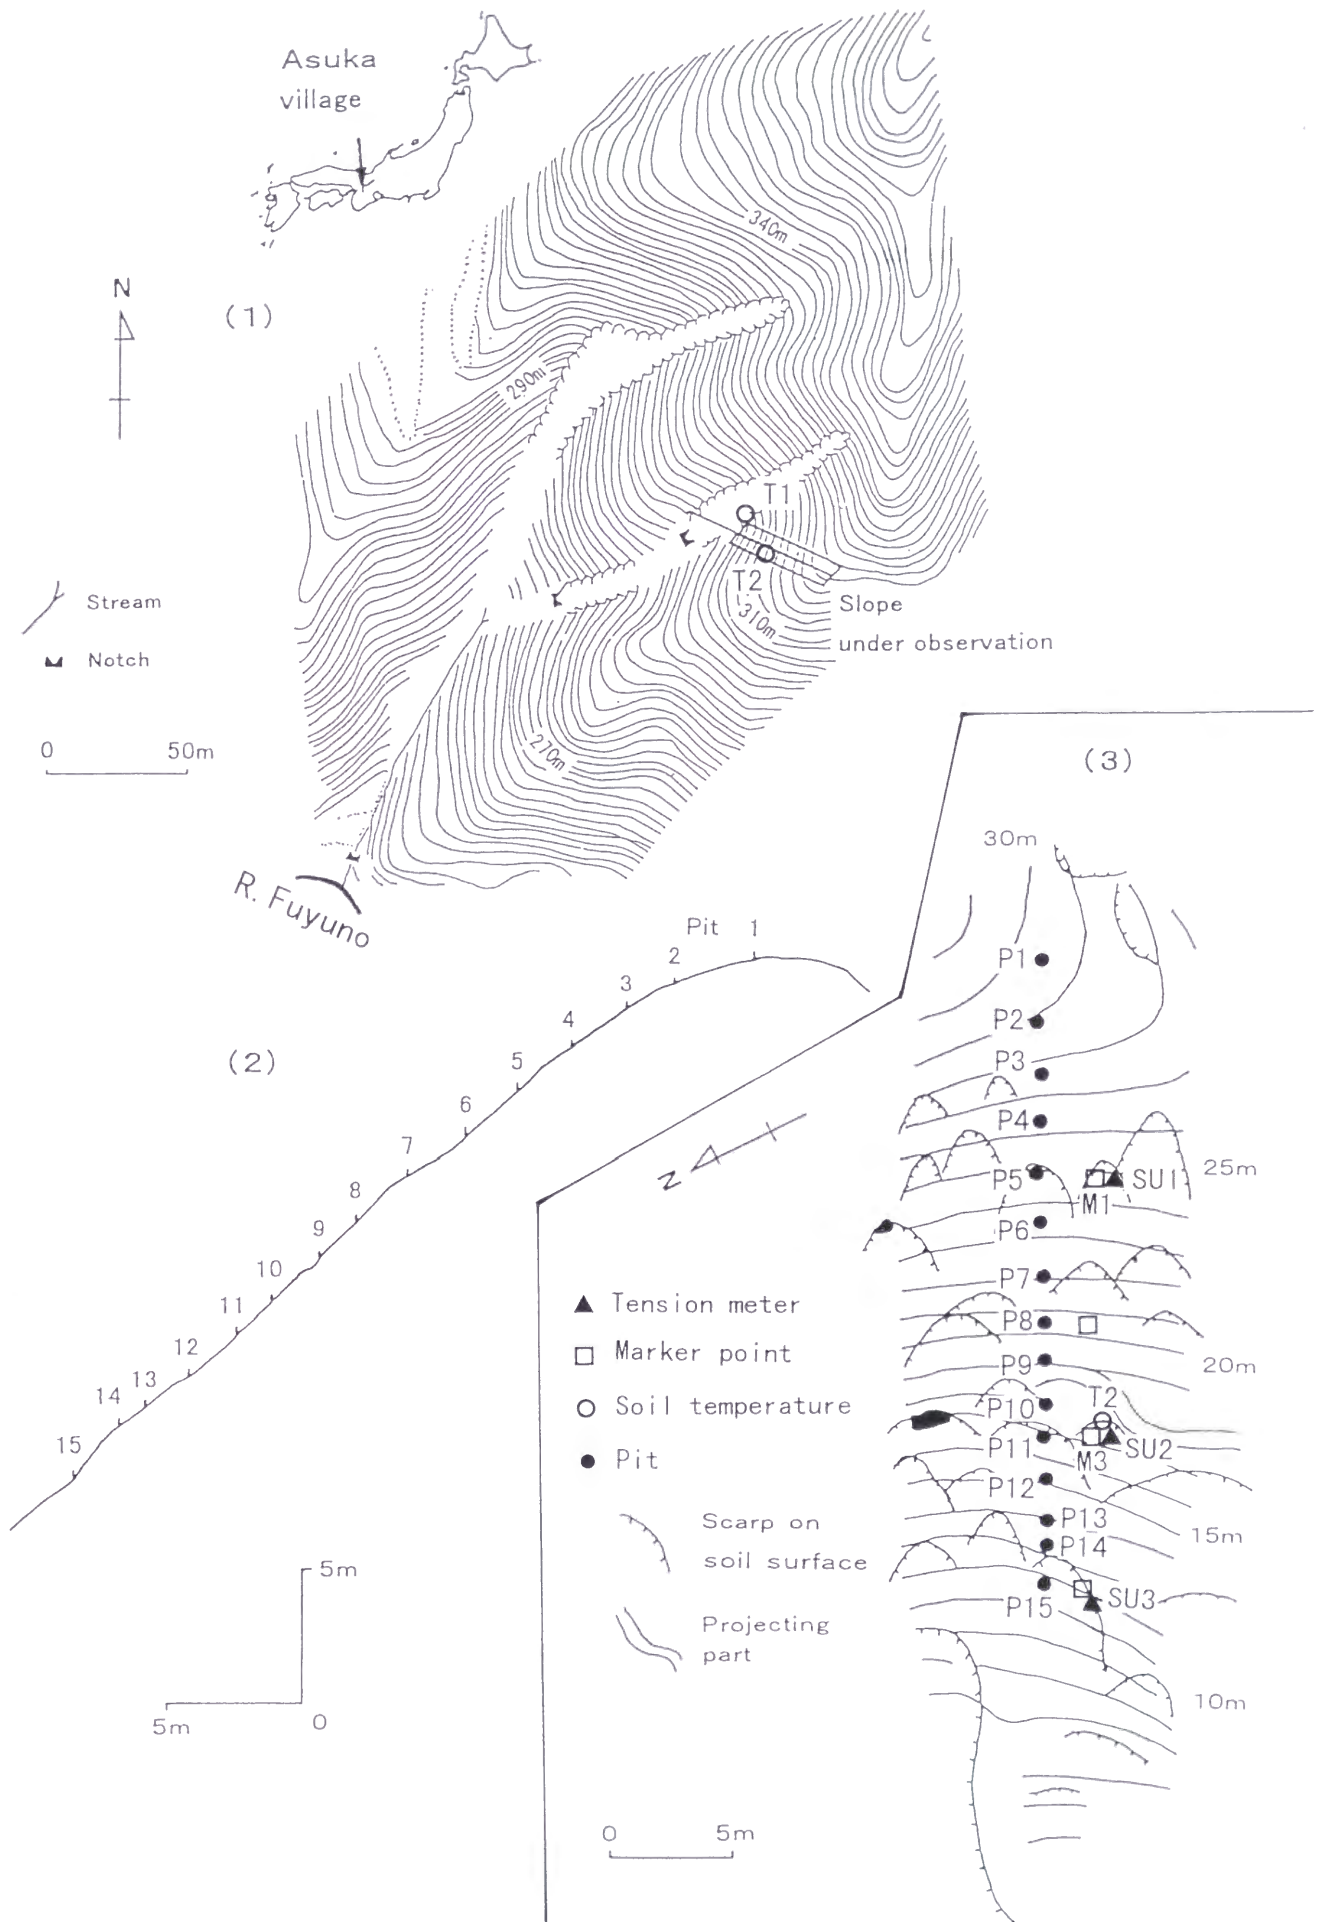 Asuka
village
N
(1)
340m
290m
T1
T2
310m
Slope
under observation
Stream
Notch
0 50m
270m
R. Fuyuno
(2)
Pit 1
2
3
4
5
6
7
8
9
10
11
12
13
14
15
5m
5m 0
(3)
N
30m
P1
P2
P3
P4
P5
SU1
25m
M1
P6
P7
P8
P9
20m
P10
T2
P11
SU2
M3
P12
P13
15m
P14
P15
SU3
10m
Tension meter
Marker point
Soil temperature
Pit
Scarp on
soil surface
Projecting
part
0 5m